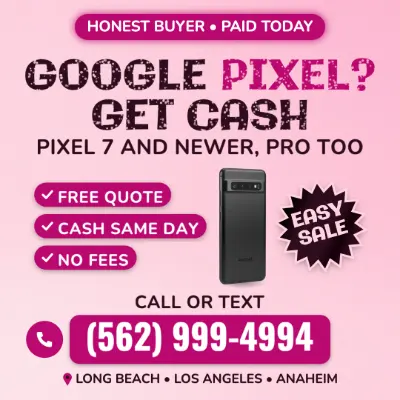 HONEST BUYER • PAID TODAY
GOOGLE PIXEL?
GET CASH
PIXEL 7 AND NEWER, PRO TOO
FREE QUOTE
CASH SAME DAY
NO FEES
EASY
SALE
CALL OR TEXT
(562) 999-4994
LONG BEACH • LOS ANGELES • ANAHEIM